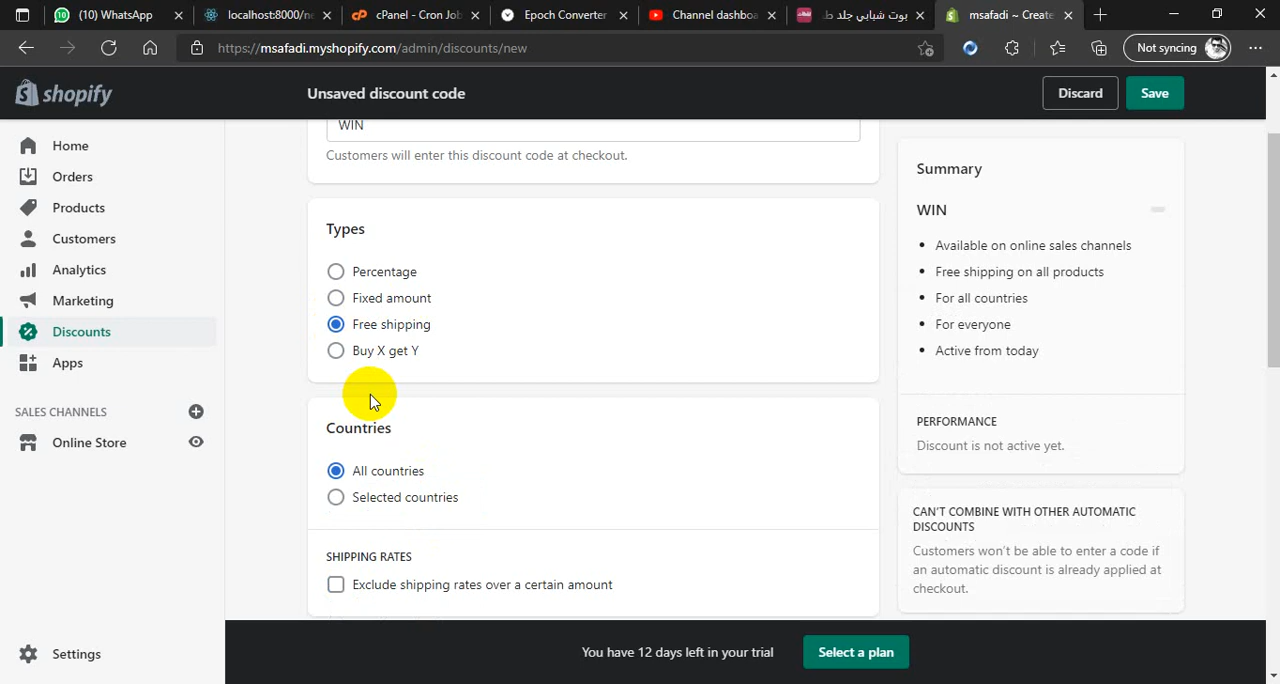 (10) WhatsApp
localhost:8000/ne
cPanel - Cron Job
Epoch Converter
Channel dashboa
بوت شبابي جلد ط
msafadi ~ Create
https://msafadi.myshopify.com/admin/discounts/new
Not syncing
shopify
Unsaved discount code
Discard
Save
Home
Orders
Products
Customers
Analytics
Marketing
Discounts
Apps
SALES CHANNELS
Online Store
Settings
WIN
Customers will enter this discount code at checkout.
Types
Percentage
Fixed amount
Free shipping
Buy X get Y
Countries
All countries
Selected countries
SHIPPING RATES
Exclude shipping rates over a certain amount
Summary
WIN
Available on online sales channels
Free shipping on all products
For all countries
For everyone
Active from today
PERFORMANCE
Discount is not active yet.
CAN'T COMBINE WITH OTHER AUTOMATIC
DISCOUNTS
Customers won't be able to enter a code if
an automatic discount is already applied at
checkout.
You have 12 days left in your trial
Select a plan